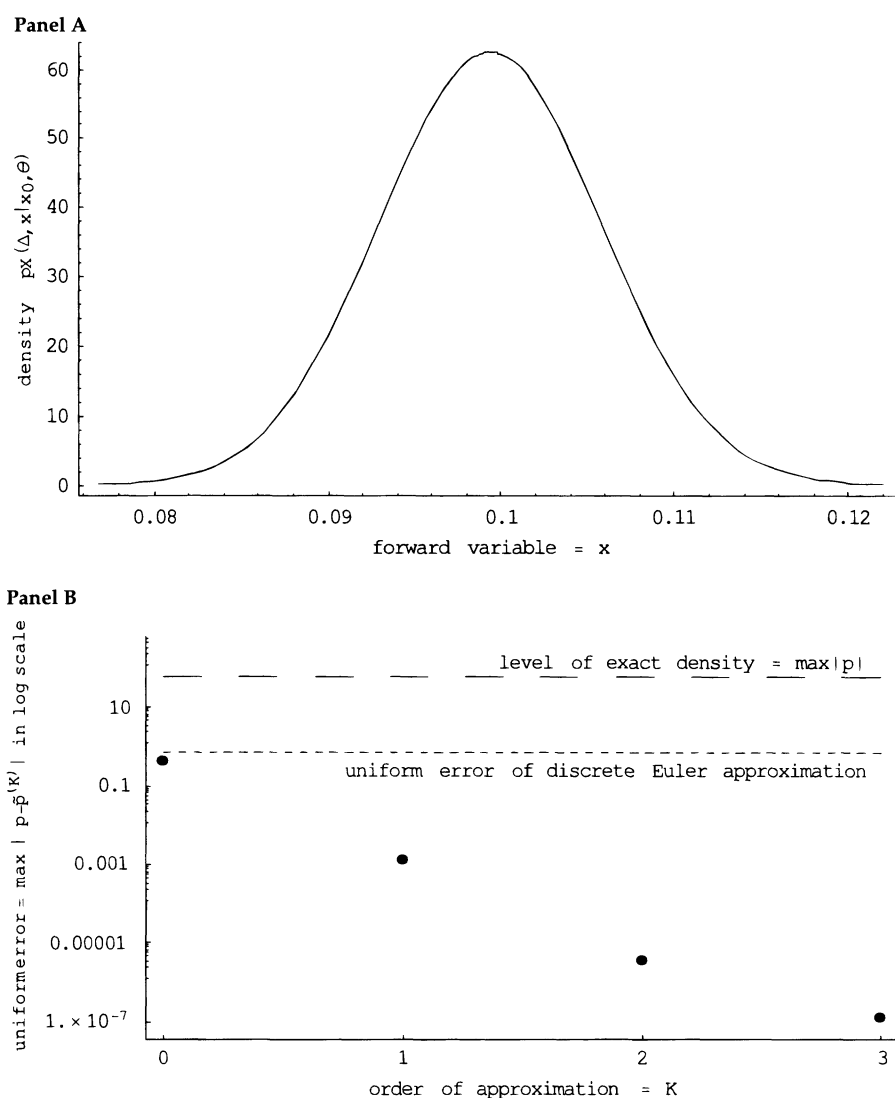 Panel A
density px(Δ,x|x₀,θ)
60
50
40
30
20
10
0
0.08 0.09 0.1 0.11 0.12
forward variable = x
Panel B
uniformerror = max | p-p̃⁽ᴷ⁾ | in log scale
level of exact density = max|p|
10
uniform error of discrete Euler approximation
0.1
0.001
0.00001
1.×10⁻⁷
0 1 2 3
order of approximation = K